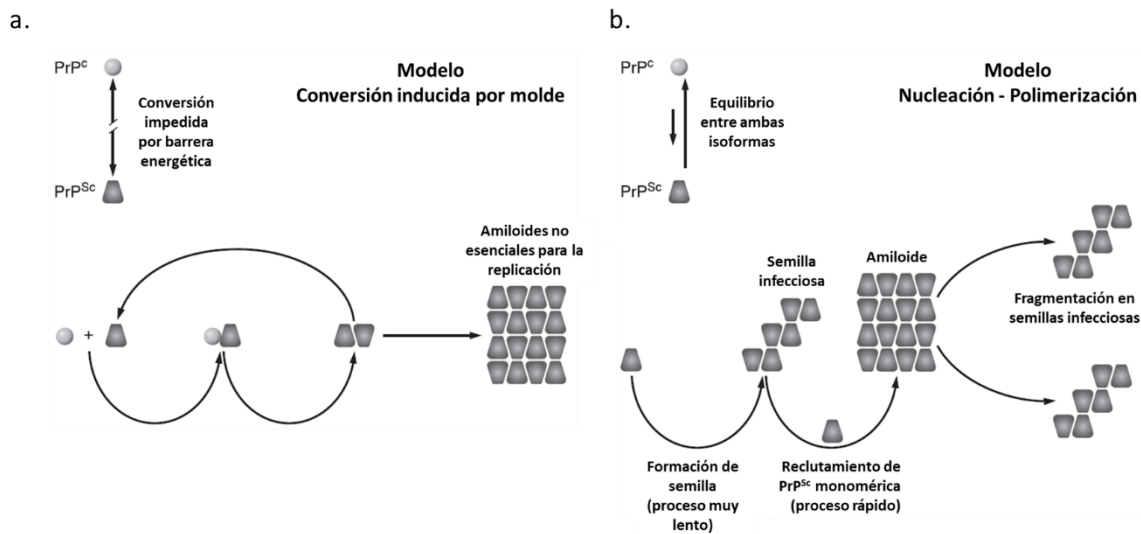 a.
PrPᶜ
Modelo
Conversión inducida por molde
Conversión
impedida
por barrera
energética
PrPˢᶜ
Amiloides no
esenciales para la
replicación
+
b.
PrPᶜ
Modelo
Nucleación - Polimerización
Equilibrio
entre ambas
isoformas
PrPˢᶜ
Semilla
infecciosa
Amiloide
Fragmentación en
semillas infecciosas
Formación de
semilla
(proceso muy
lento)
Reclutamiento de
PrPˢᶜ monomérica
(proceso rápido)